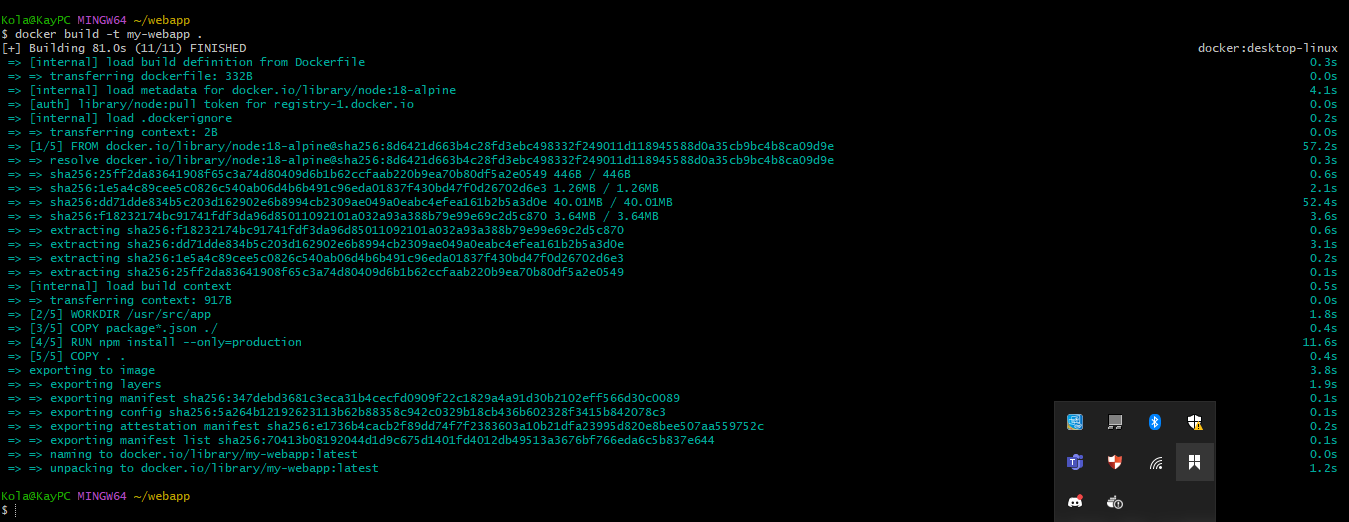 Kola@KayPC MINGW64 ~/webapp
$ docker build -t my-webapp .
[+] Building 81.0s (11/11) FINISHED docker:desktop-linux
=> [internal] load build definition from Dockerfile 0.3s
=> => transferring dockerfile: 332B 0.0s
=> [internal] load metadata for docker.io/library/node:18-alpine 4.1s
=> [auth] library/node:pull token for registry-1.docker.io 0.0s
=> [internal] load .dockerignore 0.2s
=> => transferring context: 2B 0.0s
=> [1/5] FROM docker.io/library/node:18-alpine@sha256:8d6421d663b4c28fd3ebc498332f249011d118945588d0a35cb9bc4b8ca09d9e 57.2s
=> => resolve docker.io/library/node:18-alpine@sha256:8d6421d663b4c28fd3ebc498332f249011d118945588d0a35cb9bc4b8ca09d9e 0.3s
=> => sha256:25ff2da83641908f65c3a74d80409d6b1b62ccfaab220b9ea70b80df5a2e0549 446B / 446B 0.6s
=> => sha256:1e5a4c89cee5c0826c540ab06d4b6b491c96eda01837f430bd47f0d26702d6e3 1.26MB / 1.26MB 2.1s
=> => sha256:dd71dde834b5c203d162902e6b8994cb2309ae049a0eabc4efea161b2b5a3d0e 40.01MB / 40.01MB 52.4s
=> => sha256:f18232174bc91741fdf3da96d85011092101a032a93a388b79e99e69c2d5c870 3.64MB / 3.64MB 3.6s
=> => extracting sha256:f18232174bc91741fdf3da96d85011092101a032a93a388b79e99e69c2d5c870 0.6s
=> => extracting sha256:dd71dde834b5c203d162902e6b8994cb2309ae049a0eabc4efea161b2b5a3d0e 3.1s
=> => extracting sha256:1e5a4c89cee5c0826c540ab06d4b6b491c96eda01837f430bd47f0d26702d6e3 0.2s
=> => extracting sha256:25ff2da83641908f65c3a74d80409d6b1b62ccfaab220b9ea70b80df5a2e0549 0.1s
=> [internal] load build context 0.5s
=> => transferring context: 917B 0.0s
=> [2/5] WORKDIR /usr/src/app 1.8s
=> [3/5] COPY package*.json ./ 0.4s
=> [4/5] RUN npm install --only=production 11.6s
=> [5/5] COPY . . 0.4s
=> exporting to image 3.8s
=> => exporting layers 1.9s
=> => exporting manifest sha256:347debd3681c3eca31b4cecfd0909f22c1829a4a91d30b2102eff566d30c0089 0.1s
=> => exporting config sha256:5a264b12192623113b62b88358c942c0329b18cb436b602328f3415b842078c3 0.1s
=> => exporting attestation manifest sha256:e1736b4cacb2f89dd74f7f2383603a10b21dfa23995d820e8bee507aa559752c 0.2s
=> => exporting manifest list sha256:70413b08192044d1d9c675d1401fd4012db49513a3676bf766eda6c5b837e644 0.1s
=> => naming to docker.io/library/my-webapp:latest 0.0s
=> => unpacking to docker.io/library/my-webapp:latest 1.2s
Kola@KayPC MINGW64 ~/webapp
$